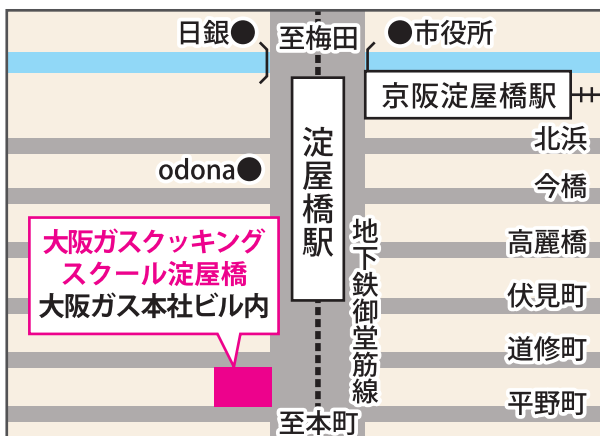 日銀●
至梅田
●市役所
京阪淀屋橋駅
北浜
odona●
淀屋橋駅
今橋
地下鉄御堂筋線
高麗橋
大阪ガスクッキング
スクール淀屋橋
大阪ガス本社ビル内
伏見町
道修町
平野町
至本町